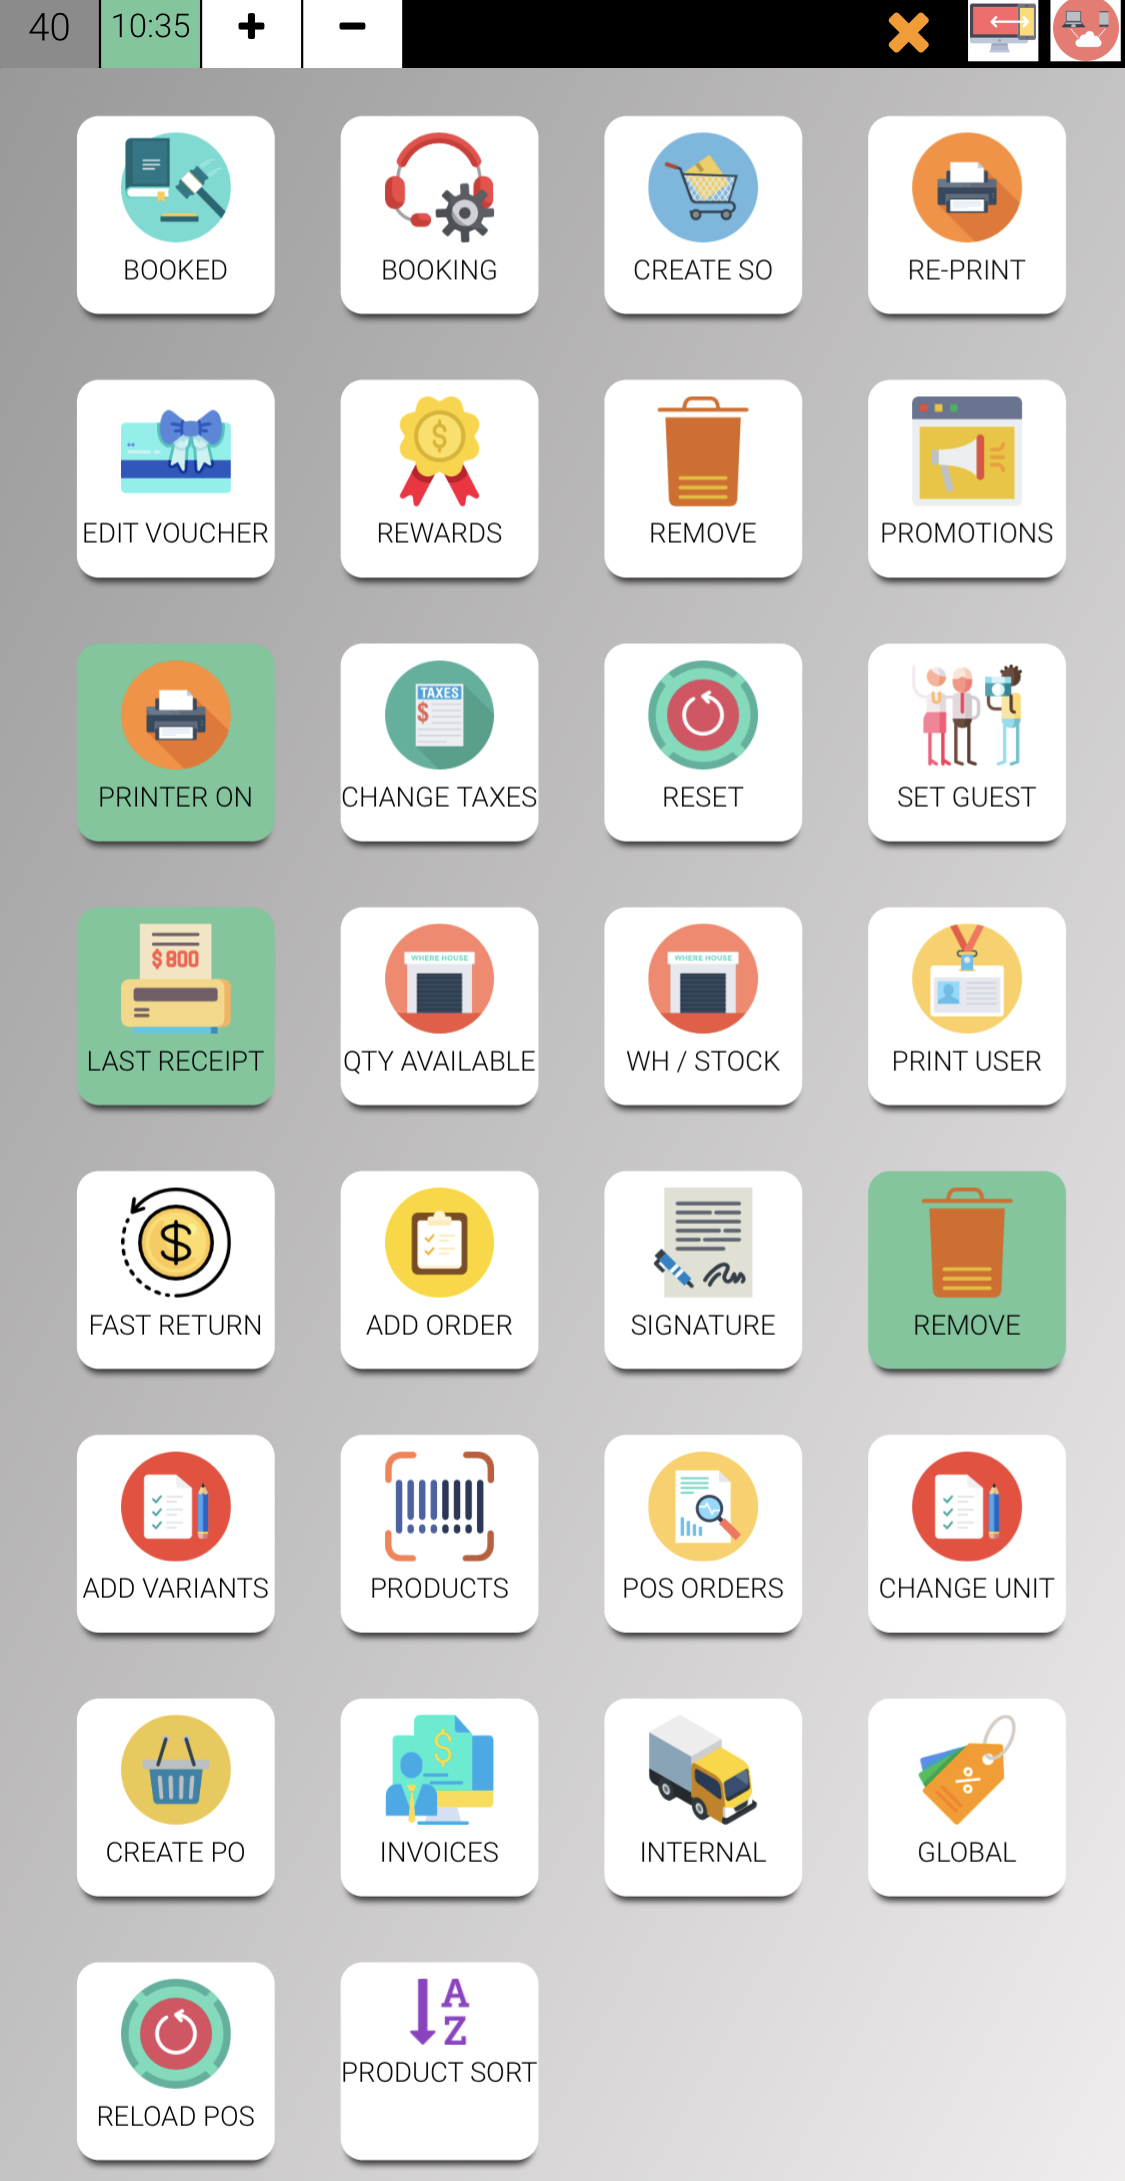 40
10:35
+
-
BOOKED
BOOKING
CREATE SO
RE-PRINT
EDIT VOUCHER
$
REWARDS
REMOVE
PROMOTIONS
PRINTER ON
TAXES
$
CHANGE TAXES
RESET
SET GUEST
$ 800
LAST RECEIPT
WHERE HOUSE
QTY AVAILABLE
WHERE HOUSE
WH / STOCK
PRINT USER
$
FAST RETURN
ADD ORDER
SIGNATURE
REMOVE
ADD VARIANTS
PRODUCTS
POS ORDERS
CHANGE UNIT
CREATE PO
$
INVOICES
INTERNAL
%
GLOBAL
RELOAD POS
A
Z
PRODUCT SORT